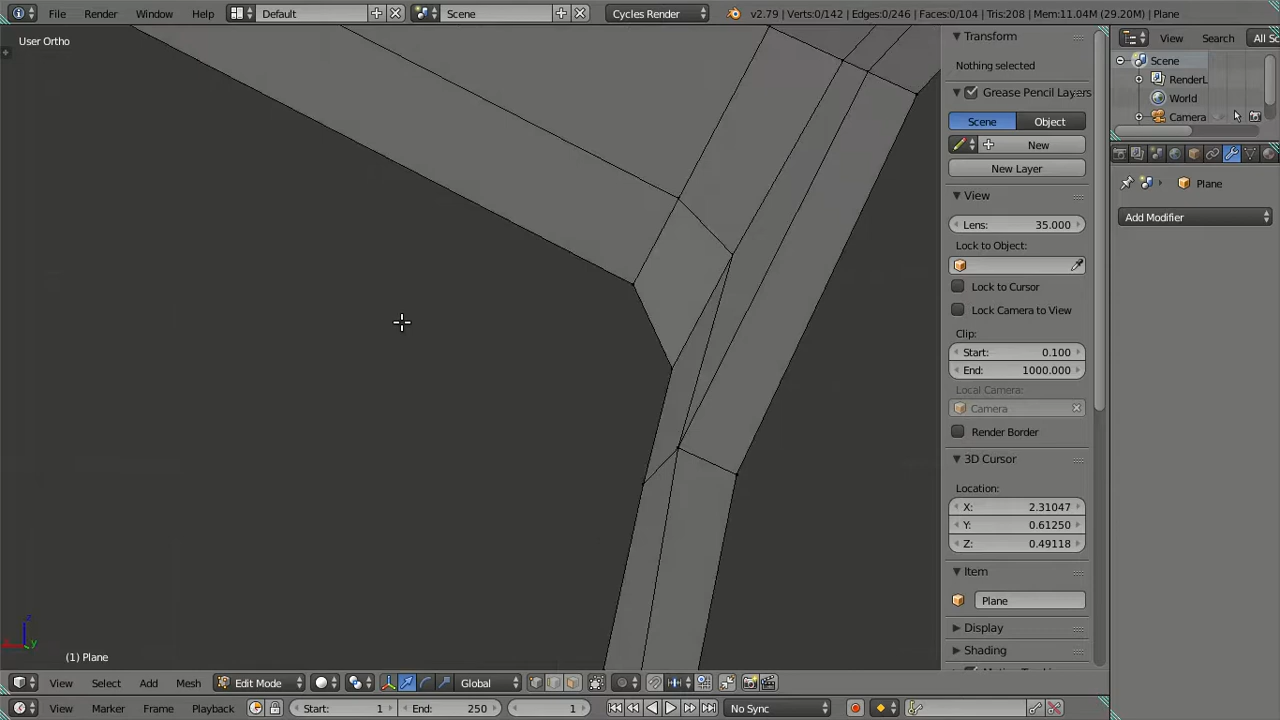 File Render Window Help Default Scene Cycles Render v2.79 | Verts:0/142 | Edges:0/246 | Faces:0/104 | Tris:208 | Mem:11.04M (29.20M) | Plane
User Ortho
Transform
Nothing selected
Grease Pencil Layers
Scene Object
New
New Layer
View
Lens: 35.000
Lock to Object:
Lock to Cursor
Lock Camera to View
Clip:
Start: 0.100
End: 1000.000
Local Camera:
Camera
Render Border
3D Cursor
Location:
X: 2.31047
Y: 0.61250
Z: 0.49118
Item
Plane
Display
Shading
View Search All Sc
Scene
RenderL
World
Camera
Plane
Add Modifier
z
y
(1) Plane
View Select Add Mesh Edit Mode Global
View Marker Frame Playback Start: 1 End: 250 1 No Sync